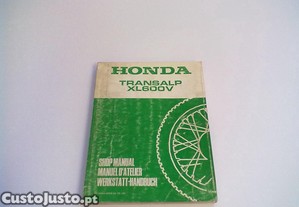 HONDA
TRANSALP
XL600V
SHOP MANUAL
MANUEL D'ATELIER
WERKSTATT-HANDBUCH
CustoJusto.pt